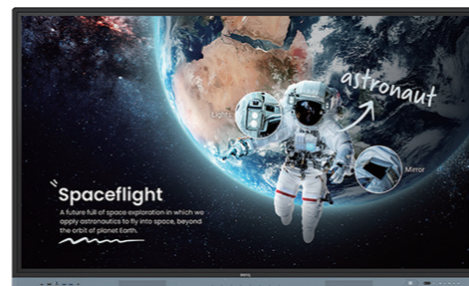 astronaut
Light
Mirror
Spaceflight
A future full of space exploration in which we
apply astronautics to fly into space, beyond
the orbit of planet Earth.
BenQ